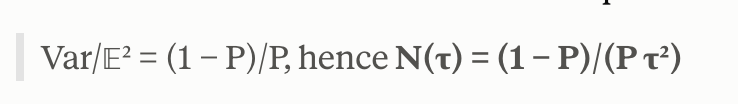 Var/𝔼² = (1 − P)/P, hence N(τ) = (1 − P)/(P τ²)